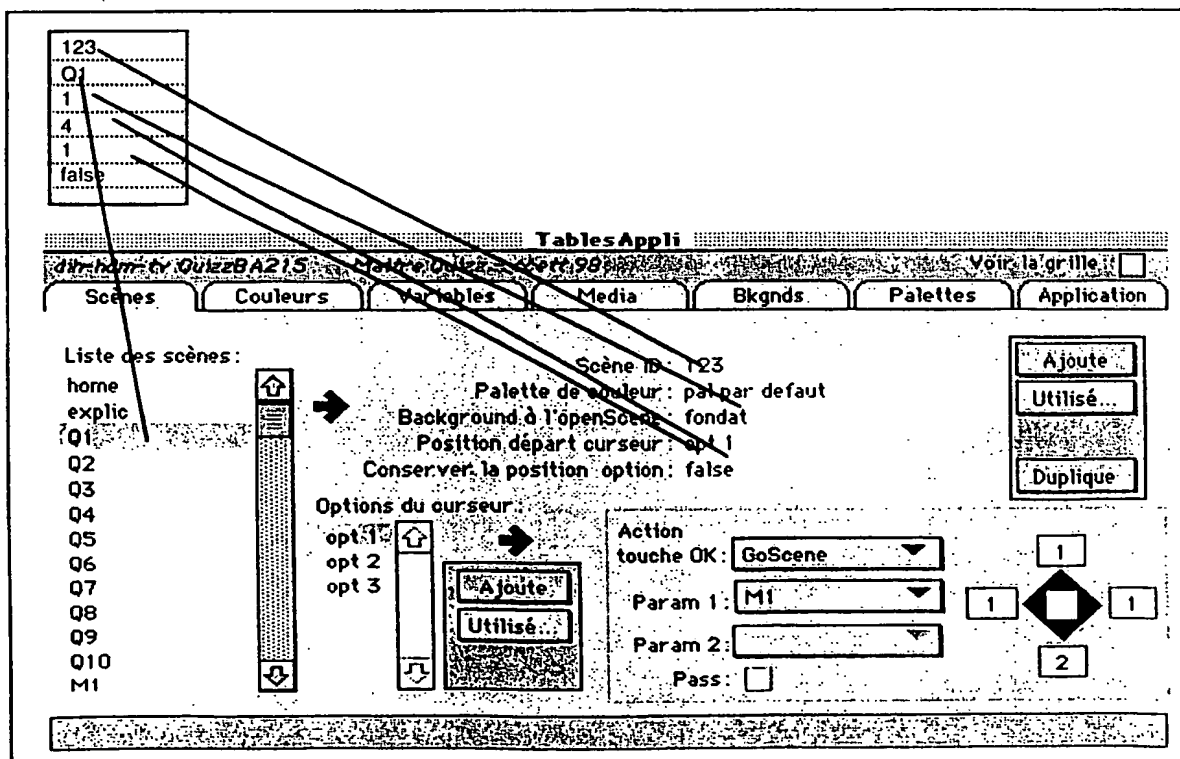 123
Q1
1
4
1
false
TablesAppli
Voir la grille :
Scènes
Couleurs
Variables
Media
Bkgnds
Palettes
Application
Liste des scènes :
home
explic
Q1
Q2
Q3
Q4
Q5
Q6
Q7
Q8
Q9
Q10
M1
Scène ID : 123
Palette de couleur : pal par defaut
Background à l'openScene : fondat
Position départ curseur : opt 1
Conserver la position option : false
Ajoute
Utilisé...
Duplique
Options du curseur :
opt 1
opt 2
opt 3
Ajoute
Utilisé...
Action
touche OK : GoScene
Param 1 : M1
Param 2 :
Pass :
1
1
1
2